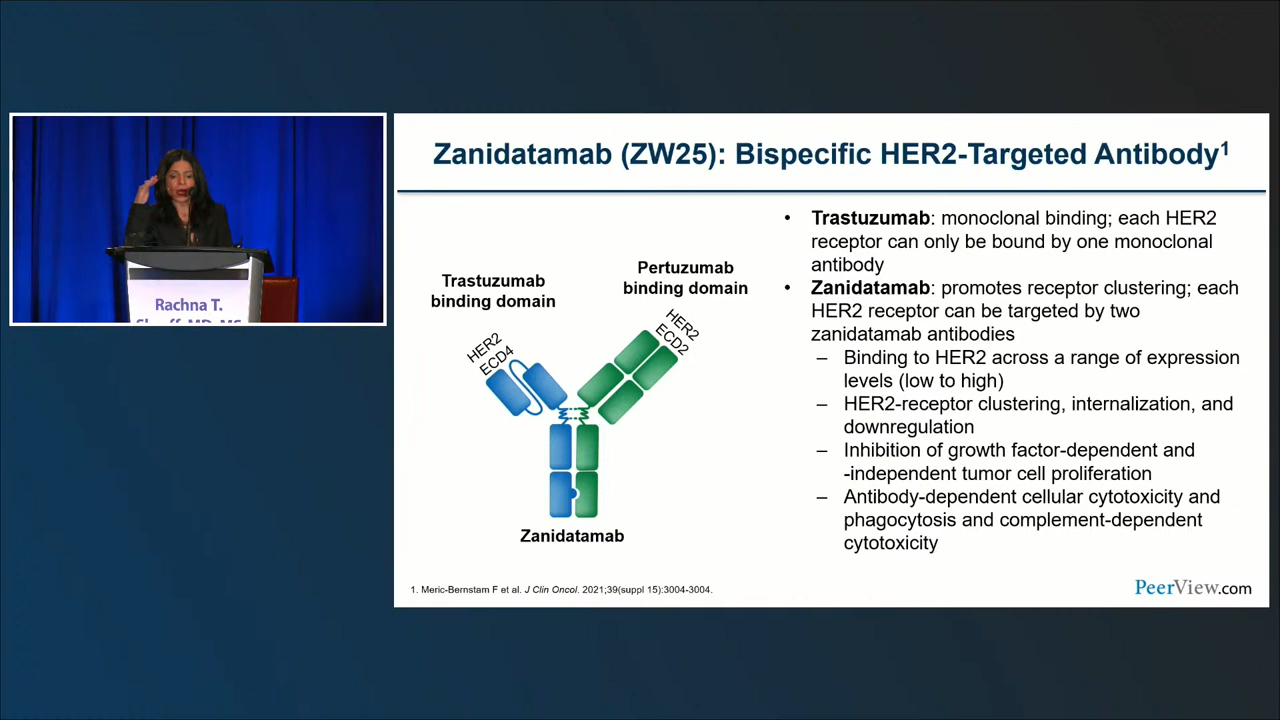 Zanidatamab (ZW25): Bispecific HER2-Targeted Antibody1
Rachna T.
Trastuzumab
binding domain
Pertuzumab
binding domain
HER2
ECD4
HER2
ECD2
Zanidatamab
• Trastuzumab: monoclonal binding; each HER2
receptor can only be bound by one monoclonal
antibody
• Zanidatamab: promotes receptor clustering; each
HER2 receptor can be targeted by two
zanidatamab antibodies
– Binding to HER2 across a range of expression
levels (low to high)
– HER2-receptor clustering, internalization, and
downregulation
– Inhibition of growth factor-dependent and
-independent tumor cell proliferation
– Antibody-dependent cellular cytotoxicity and
phagocytosis and complement-dependent
cytotoxicity
1. Meric-Bernstam F et al. J Clin Oncol. 2021;39(suppl 15):3004-3004.
PeerView.com